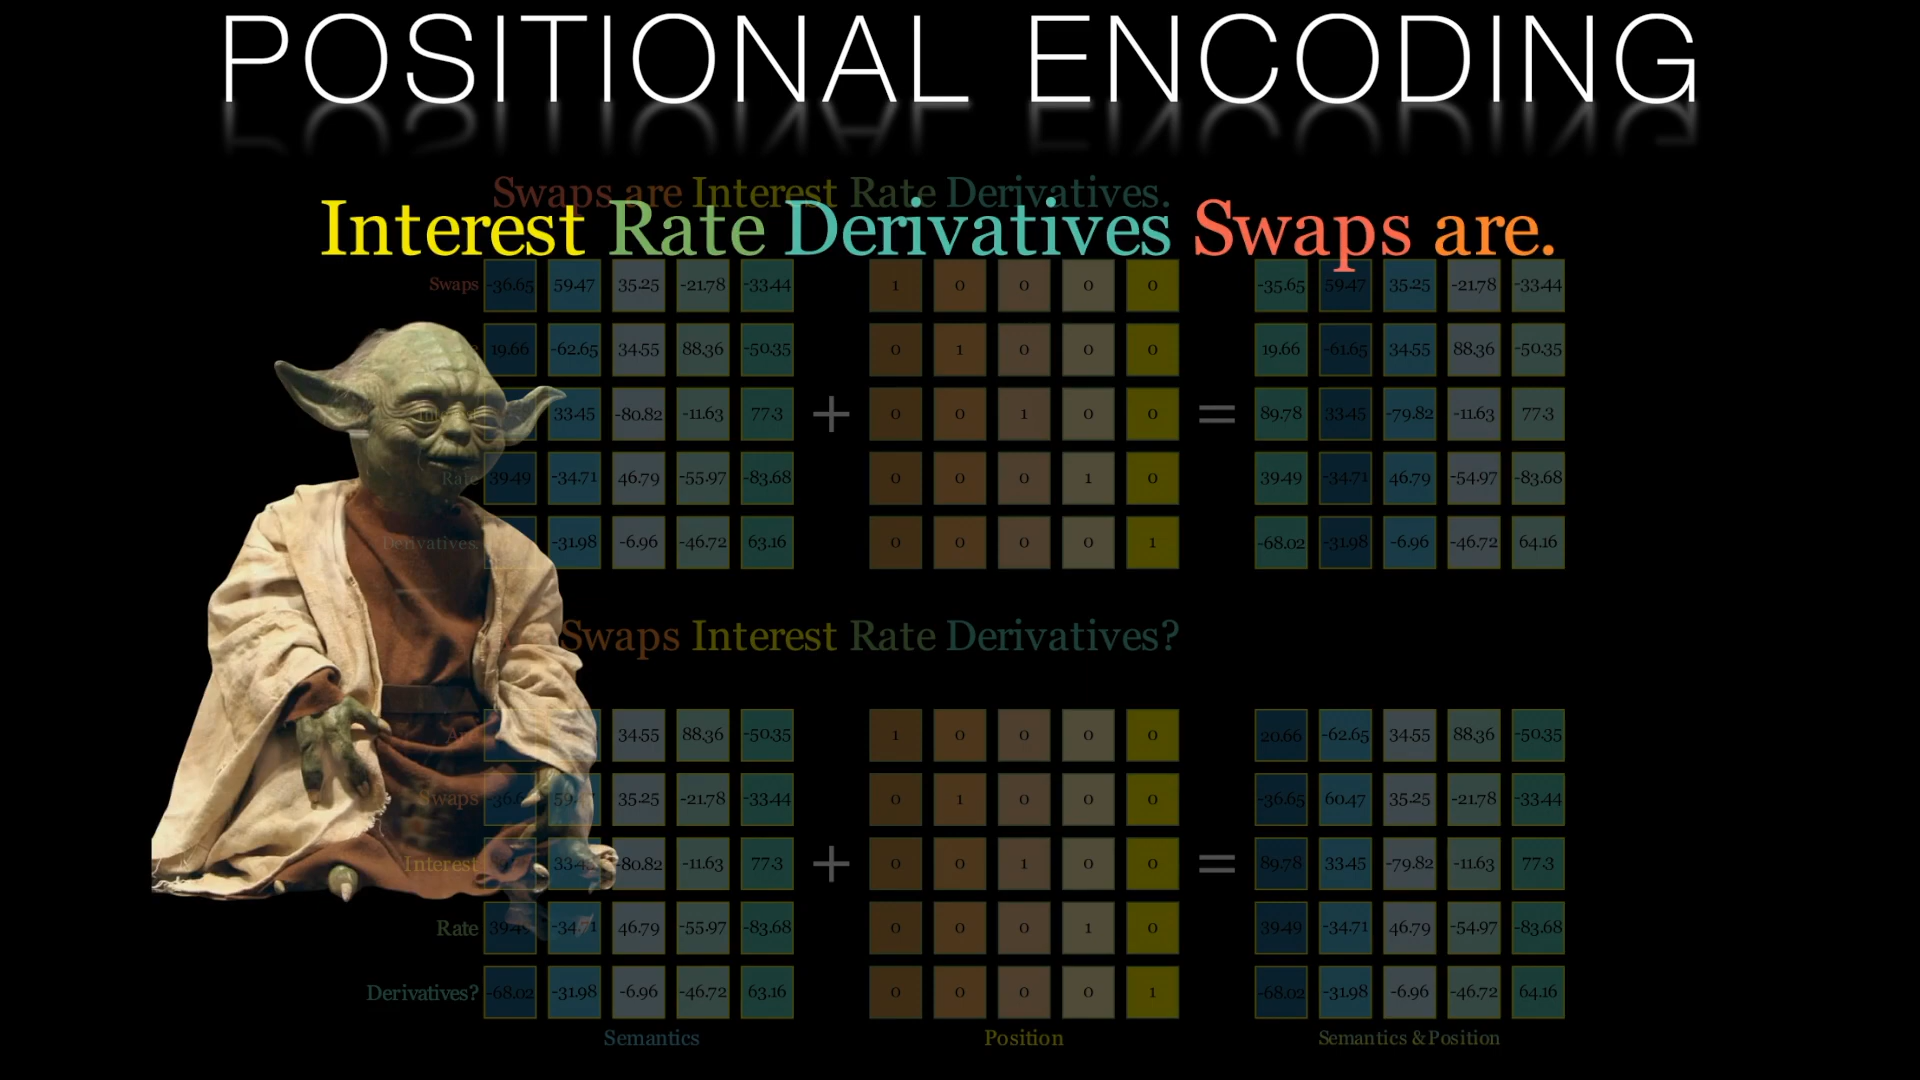 POSITIONAL ENCODING
Swaps are Interest Rate Derivatives.
Interest Rate Derivatives Swaps are.
Swaps -36.65 59.47 35.25 -21.78 -33.44 1 0 0 0 0 -35.65 59.47 35.25 -21.78 -33.44
19.66 -62.65 34.55 88.36 -50.35 0 1 0 0 0 19.66 -61.65 34.55 88.36 -50.35
33.45 -80.82 -11.63 77.3 + 0 0 1 0 0 = 89.78 33.45 -79.82 -11.63 77.3
Rate 39.49 -34.71 46.79 -55.97 -83.68 0 0 0 1 0 39.49 -34.71 46.79 -54.97 -83.68
Derivatives. -31.98 -6.96 -46.72 63.16 0 0 0 0 1 -68.02 -31.98 -6.96 -46.72 64.16
Swaps Interest Rate Derivatives?
34.55 88.36 -50.35 1 0 0 0 0 20.66 -62.65 34.55 88.36 -50.35
Swaps 35.25 -21.78 -33.44 0 1 0 0 0 -36.65 60.47 35.25 -21.78 -33.44
Interest -80.82 -11.63 77.3 + 0 0 1 0 0 = 89.78 33.45 -79.82 -11.63 77.3
Rate 39.49 -34.71 46.79 -55.97 -83.68 0 0 0 1 0 39.49 -34.71 46.79 -54.97 -83.68
Derivatives? -68.02 -31.98 -6.96 -46.72 63.16 0 0 0 0 1 -68.02 -31.98 -6.96 -46.72 64.16
Semantics Position Semantics & Position